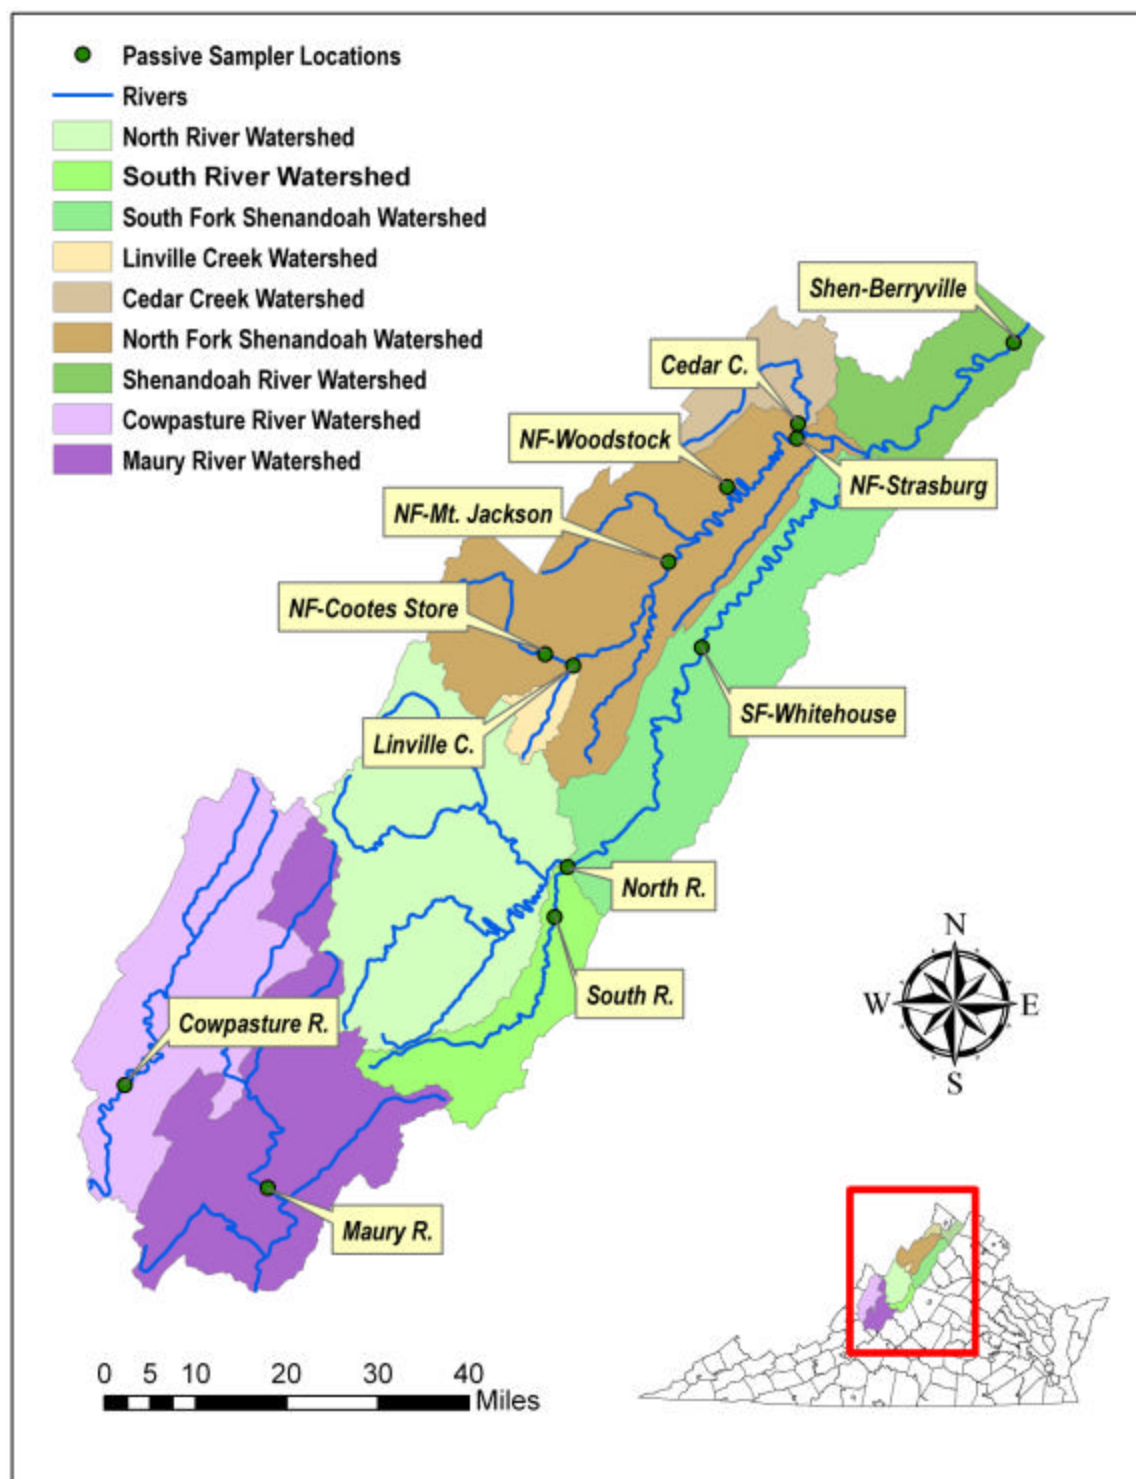 Passive Sampler Locations
Rivers
North River Watershed
South River Watershed
South Fork Shenandoah Watershed
Linville Creek Watershed
Cedar Creek Watershed
North Fork Shenandoah Watershed
Shenandoah River Watershed
Cowpasture River Watershed
Maury River Watershed
Shen-Berryville
Cedar C.
NF-Woodstock
NF-Strasburg
NF-Mt. Jackson
NF-Cootes Store
SF-Whitehouse
Linville C.
North R.
South R.
Cowpasture R.
Maury R.
N
W E
S
0 5 10 20 30 40
Miles